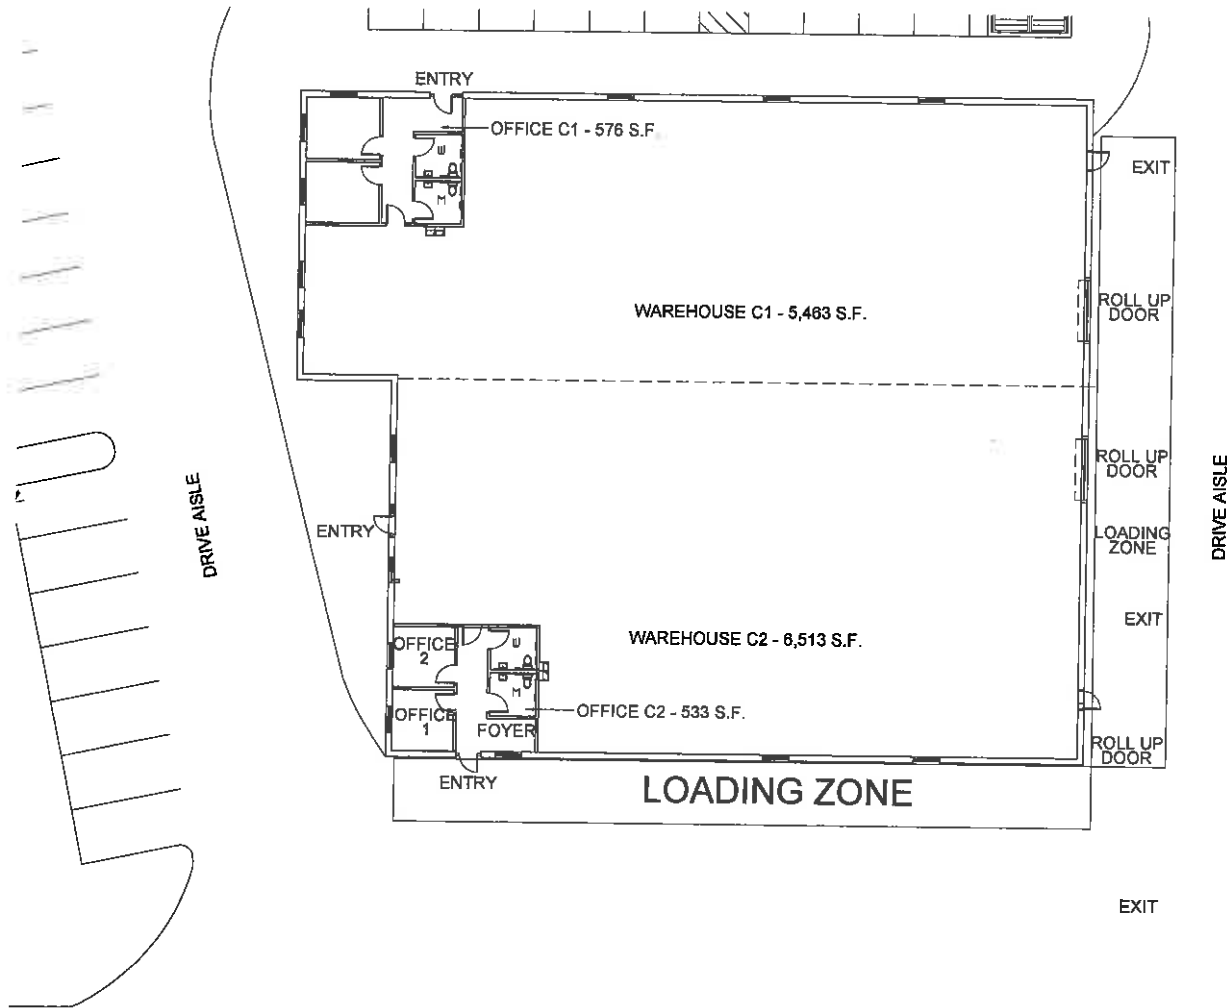 ENTRY
OFFICE C1 - 576 S.F.
W
EXIT
M
WAREHOUSE C1 - 5,463 S.F.
ROLL UP
DOOR
ROLL UP
DOOR
DRIVE AISLE
DRIVE AISLE
ENTRY
LOADING
ZONE
EXIT
WAREHOUSE C2 - 6,513 S.F.
OFFICE
2
W
M
OFFICE
1
OFFICE C2 - 533 S.F.
FOYER
ROLL UP
DOOR
ENTRY
LOADING ZONE
EXIT